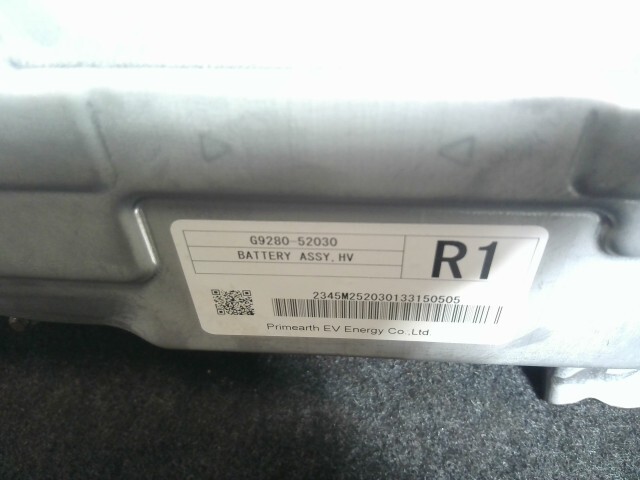 G9280-52030
BATTERY ASSY,HV
R1
2345M252030133150505
Primearth EV Energy Co.,Ltd